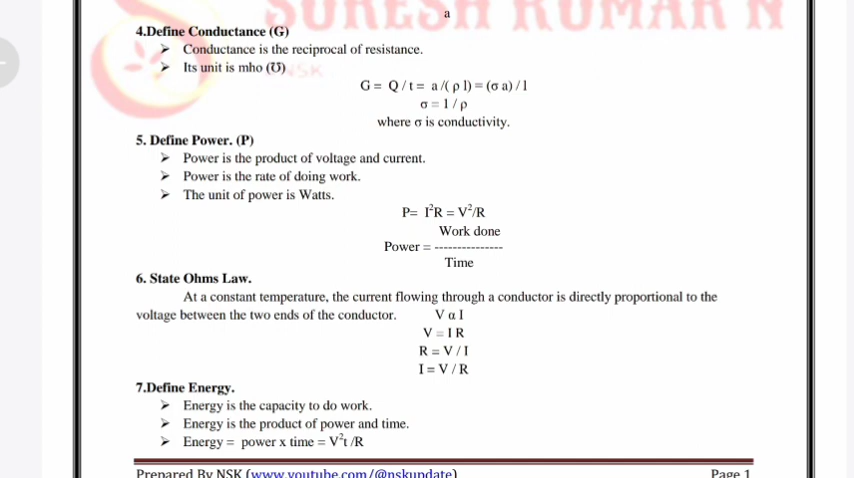 SURESH KUMAR N
a
4.Define Conductance (G)
➢ Conductance is the reciprocal of resistance.
➢ Its unit is mho (℧)
NSK
G = Q / t = a /( ρ l) = (σ a) / l
σ = 1 / ρ
where σ is conductivity.
5. Define Power. (P)
➢ Power is the product of voltage and current.
➢ Power is the rate of doing work.
➢ The unit of power is Watts.
P= I²R = V²/R
Work done
Power = ---------------
Time
6. State Ohms Law.
At a constant temperature, the current flowing through a conductor is directly proportional to the
voltage between the two ends of the conductor. V α I
V = I R
R = V / I
I = V / R
7.Define Energy.
➢ Energy is the capacity to do work.
➢ Energy is the product of power and time.
➢ Energy = power x time = V²t /R
Prepared By NSK (www.youtube.com/@nskupdate) Page 1